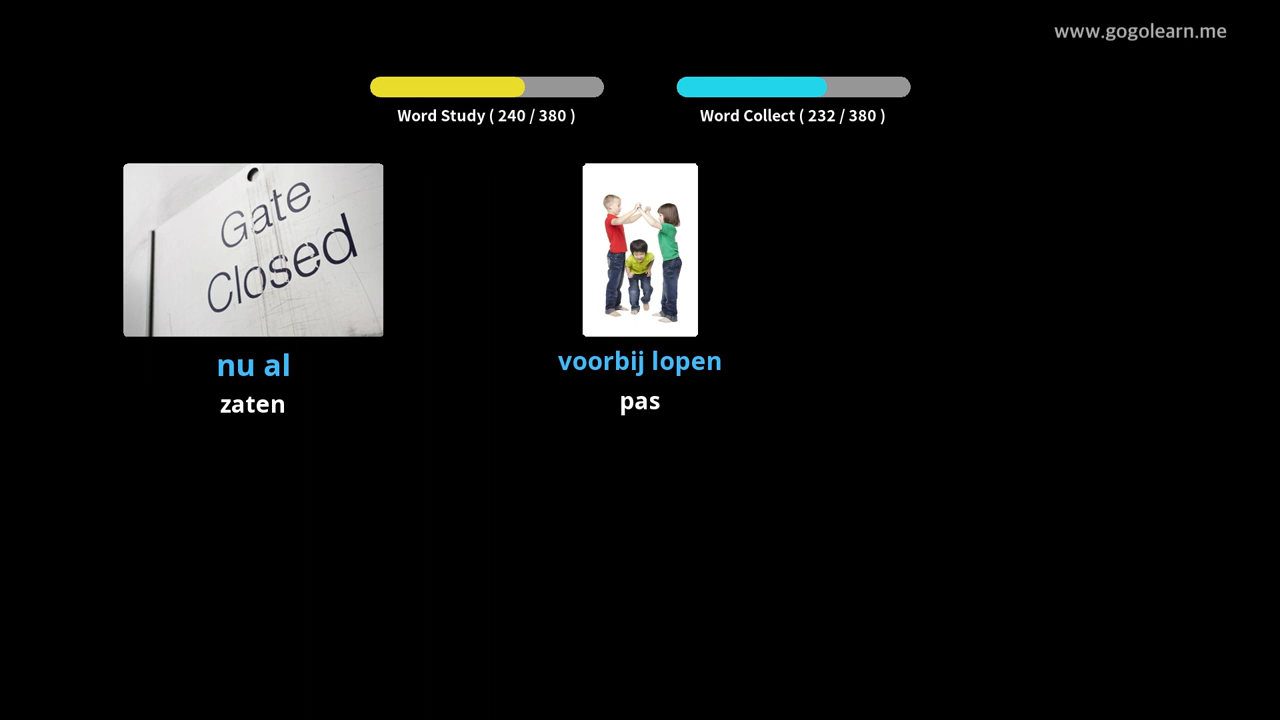 www.gogolearn.me
Word Study ( 240 / 380 )
Word Collect ( 232 / 380 )
Gate
Closed
nu al
zaten
voorbij lopen
pas